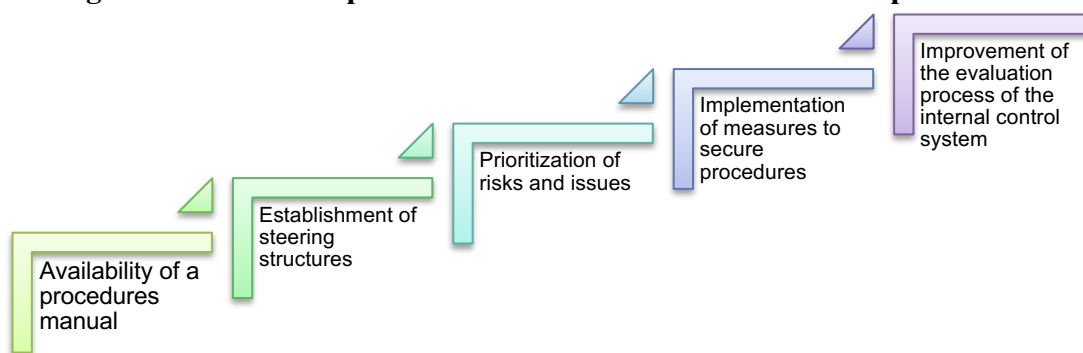 Availability of a
procedures
manual
Establishment of
steering
structures
Prioritization of
risks and issues
Implementation
of measures to
secure
procedures
Improvement of
the evaluation
process of the
internal control
system